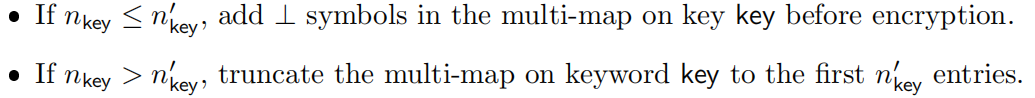 • If n_key ≤ n′_key, add ⊥ symbols in the multi-map on key key before encryption.
• If n_key > n′_key, truncate the multi-map on keyword key to the first n′_key entries.